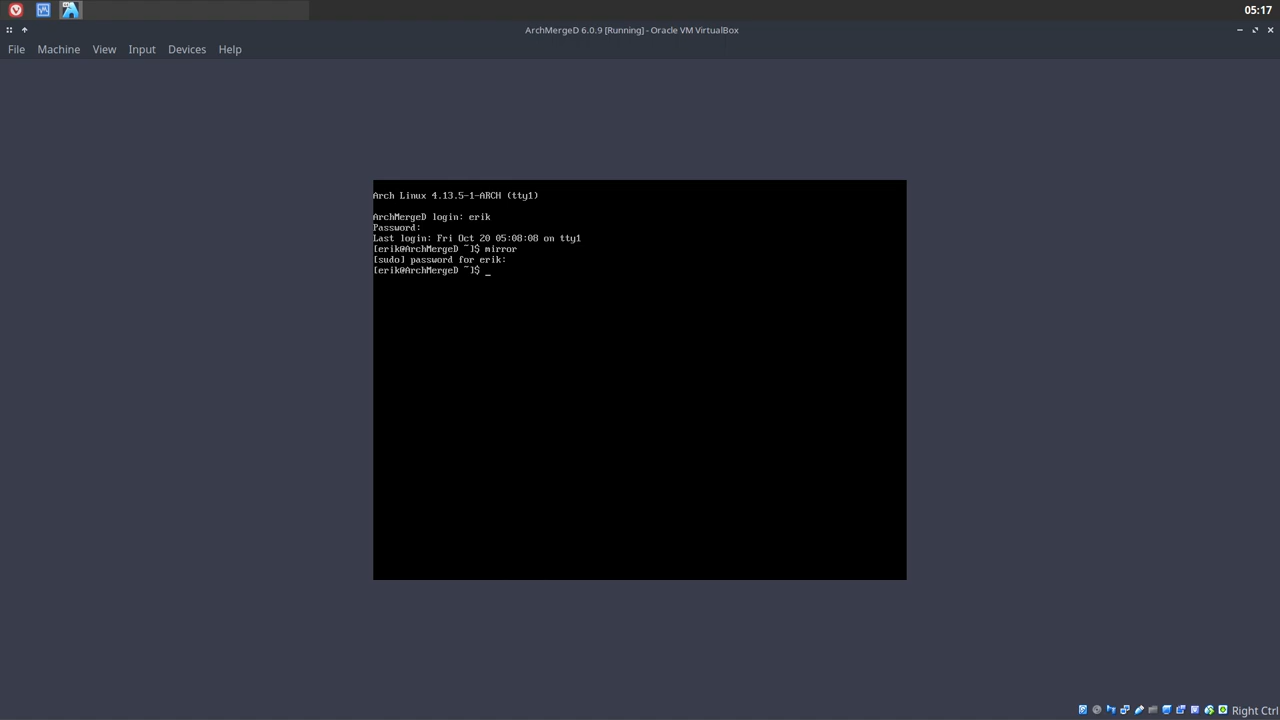 05:17
ArchMergeD 6.0.9 [Running] - Oracle VM VirtualBox
File Machine View Input Devices Help
Arch Linux 4.13.5-1-ARCH (tty1)
ArchMergeD login: erik
Password:
Last login: Fri Oct 20 05:08:08 on tty1
[erik@ArchMergeD ~]$ mirror
[sudo] password for erik:
[erik@ArchMergeD ~]$ _
Right Ctrl